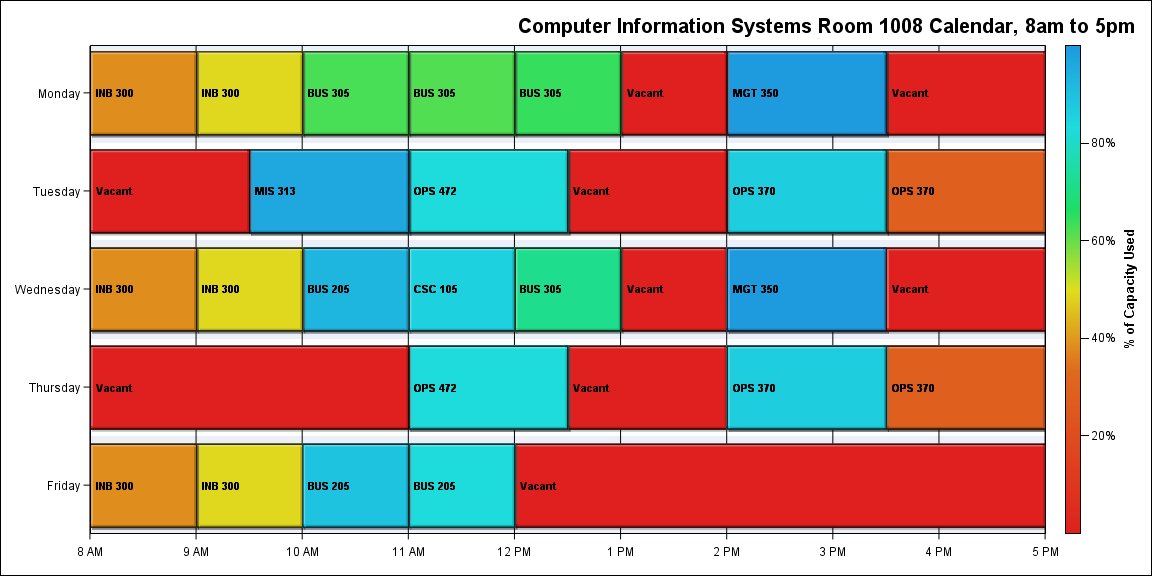 Computer Information Systems Room 1008 Calendar, 8am to 5pm
Monday
INB 300
INB 300
BUS 305
BUS 305
BUS 305
Vacant
MGT 350
Vacant
Tuesday
Vacant
MIS 313
OPS 472
Vacant
OPS 370
OPS 370
Wednesday
INB 300
INB 300
BUS 205
CSC 105
BUS 305
Vacant
MGT 350
Vacant
Thursday
Vacant
OPS 472
Vacant
OPS 370
OPS 370
Friday
INB 300
INB 300
BUS 205
BUS 205
Vacant
8 AM
9 AM
10 AM
11 AM
12 PM
1 PM
2 PM
3 PM
4 PM
5 PM
80%
60%
40%
20%
% of Capacity Used